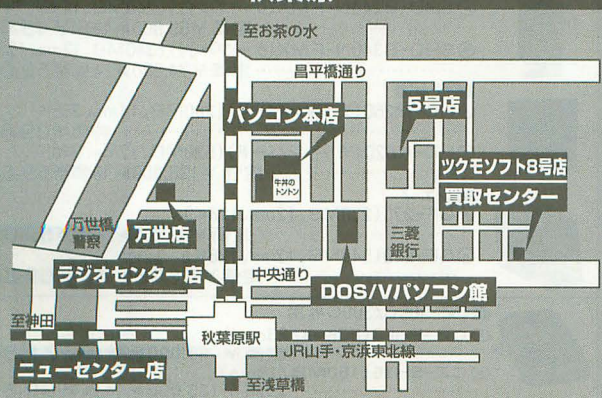 至お茶の水
昌平橋通り
パソコン本店
5号店
ツクモソフト8号店
買取センター
牛丼の
トントン
万世橋
警察
万世店
三菱
銀行
ラジオセンター店
中央通り
DOS/Vパソコン館
至神田
秋葉原駅
JR山手・京浜東北線
ニューセンター店
至浅草橋